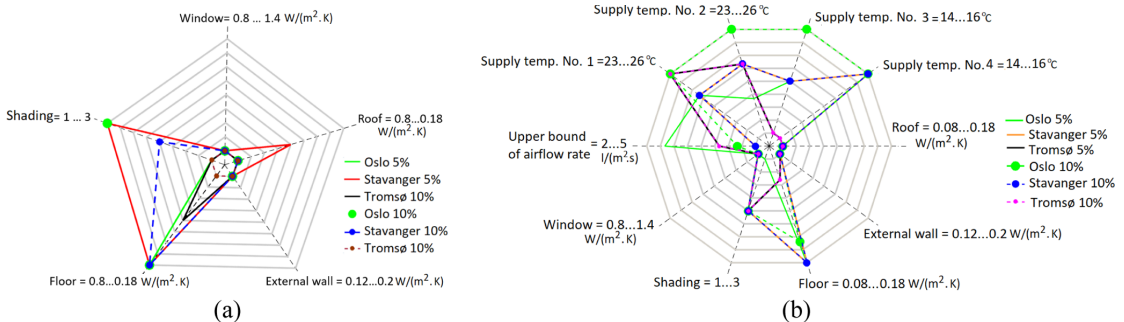 Window= 0.8 ... 1.4 W/(m². K)
Shading= 1 ... 3
Roof = 0.8...0.18
W/(m². K)
Oslo 5%
Stavanger 5%
Tromsø 10%
Oslo 10%
Stavanger 10%
Tromsø 10%
Floor = 0.8...0.18 W/(m². K)
External wall = 0.12...0.2 W/(m². K)
(a)
Supply temp. No. 2 =23...26 °C
Supply temp. No. 3 =14...16 °C
Supply temp. No. 1 =23...26 °C
Supply temp. No.4 =14...16 °C
Upper bound
of airflow rate
= 2...5
l/(m².s)
Roof = 0.08...0.18
W/(m². K)
Oslo 5%
Stavanger 5%
Tromsø 5%
Oslo 10%
Stavanger 10%
Tromsø 10%
Window = 0.8...1.4
W/(m². K)
External wall = 0.12...0.2 W/(m². K)
Shading = 1...3
Floor = 0.08...0.18 W/(m². K)
(b)